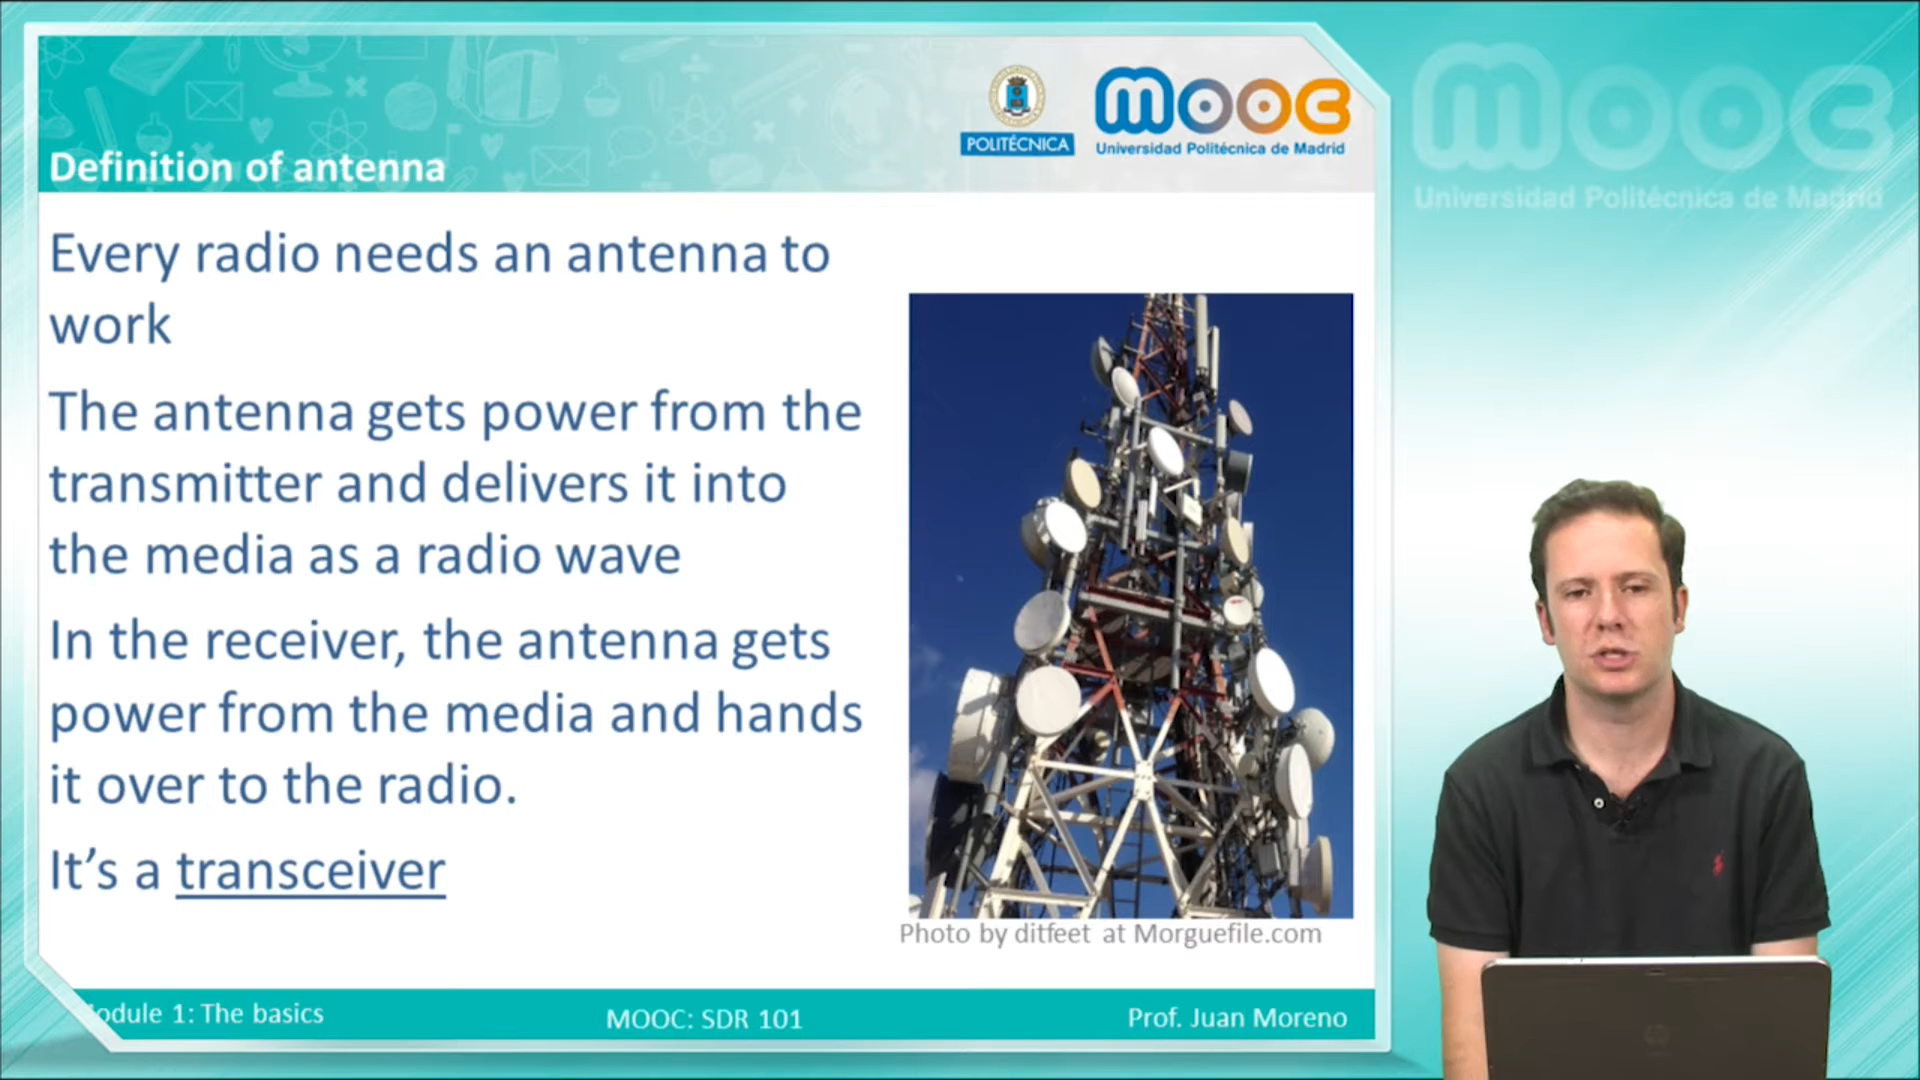 POLITÉCNICA
mooc
Universidad Politécnica de Madrid
mooc
Universidad Politécnica de Madrid
Definition of antenna
Every radio needs an antenna to
work
The antenna gets power from the
transmitter and delivers it into
the media as a radio wave
In the receiver, the antenna gets
power from the media and hands
it over to the radio.
It's a transceiver
Photo by ditfeet at Morguefile.com
odule 1: The basics
MOOC: SDR 101
Prof. Juan Moreno